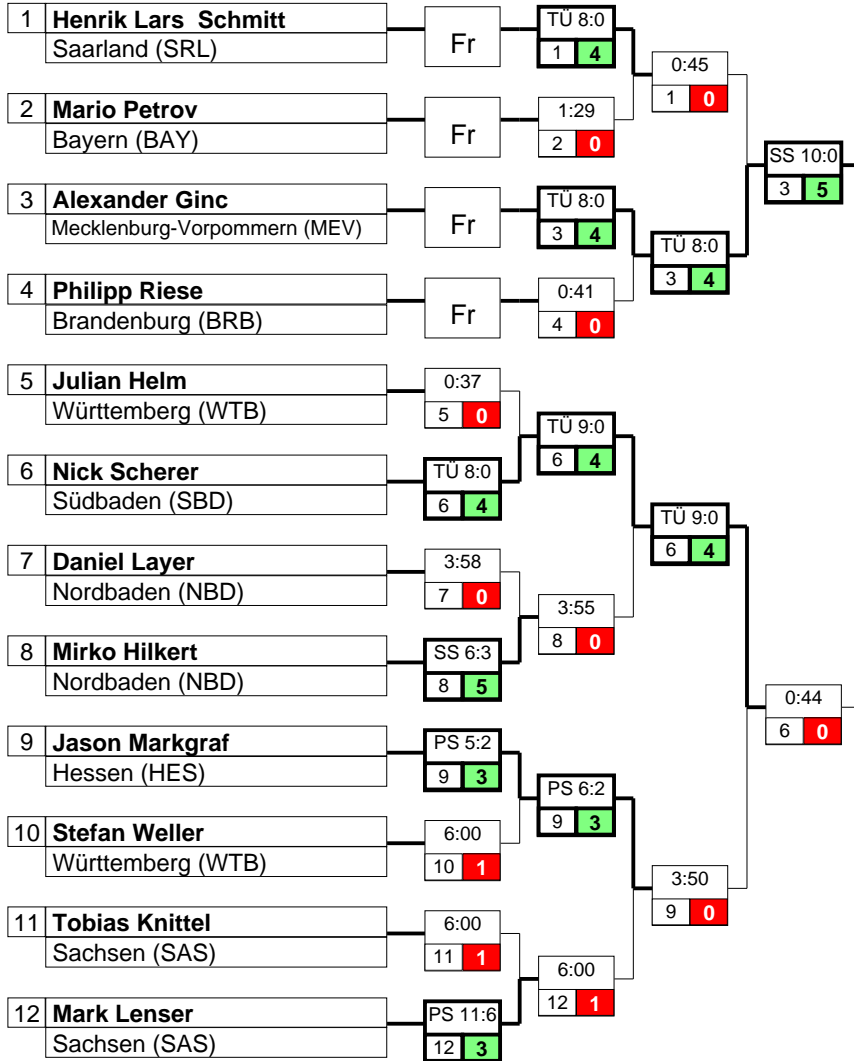 1 Henrik Lars Schmitt
Saarland (SRL)
Fr
TÜ 8:0
1 4
0:45
1 0
2 Mario Petrov
Bayern (BAY)
Fr
1:29
2 0
SS 10:0
3 5
3 Alexander Ginc
Mecklenburg-Vorpommern (MEV)
Fr
TÜ 8:0
3 4
TÜ 8:0
3 4
4 Philipp Riese
Brandenburg (BRB)
Fr
0:41
4 0
5 Julian Helm
Württemberg (WTB)
0:37
5 0
TÜ 9:0
6 4
6 Nick Scherer
Südbaden (SBD)
TÜ 8:0
6 4
TÜ 9:0
6 4
7 Daniel Layer
Nordbaden (NBD)
3:58
7 0
3:55
8 0
8 Mirko Hilkert
Nordbaden (NBD)
SS 6:3
8 5
0:44
6 0
9 Jason Markgraf
Hessen (HES)
PS 5:2
9 3
PS 6:2
9 3
10 Stefan Weller
Württemberg (WTB)
6:00
10 1
3:50
9 0
11 Tobias Knittel
Sachsen (SAS)
6:00
11 1
6:00
12 1
12 Mark Lenser
Sachsen (SAS)
PS 11:6
12 3